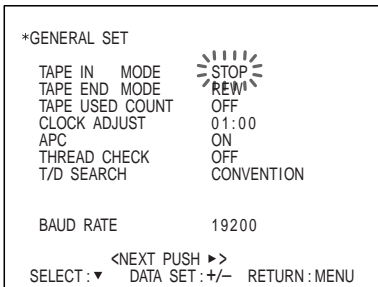 *GENERAL SET
TAPE IN MODE STOP
TAPE END MODE REW
TAPE USED COUNT OFF
CLOCK ADJUST 01:00
APC ON
THREAD CHECK OFF
T/D SEARCH CONVENTION
BAUD RATE 19200
<NEXT PUSH ►>
SELECT:▼ DATA SET:+/– RETURN:MENU